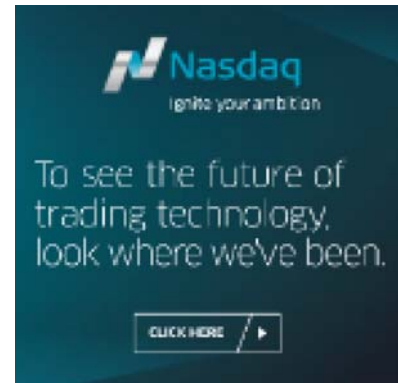 Nasdaq
ignite your ambition
To see the future of
trading technology,
look where we've been.
CLICK HERE